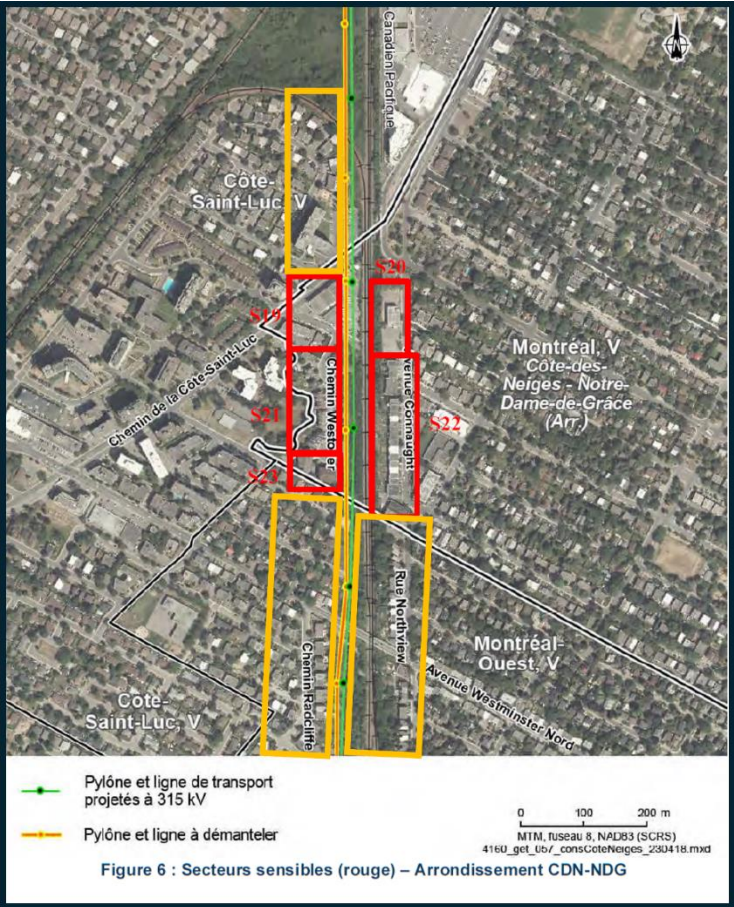 Canadien Pacifique
Côte-
Saint-Luc, V
S20
S19
Montréal, V
Côte-des-
Neiges - Notre-
Dame-de-Grâce
(Arr.)
Chemin de la Côte-Saint-Luc
Chemin Westover
venue Connaught
S21
S22
S23
Rue Northview
Chemin Radcliffe
Montréal-
Ouest, V
Avenue Westminster Nord
Côte-
Saint-Luc, V
Pylône et ligne de transport
projetés à 315 kV
Pylône et ligne à démanteler
0 100 200 m
MTM, fuseau 8, NAD83 (SCRS)
4160_get_057_consCoteNeiges_230418.mxd
Figure 6 : Secteurs sensibles (rouge) – Arrondissement CDN-NDG